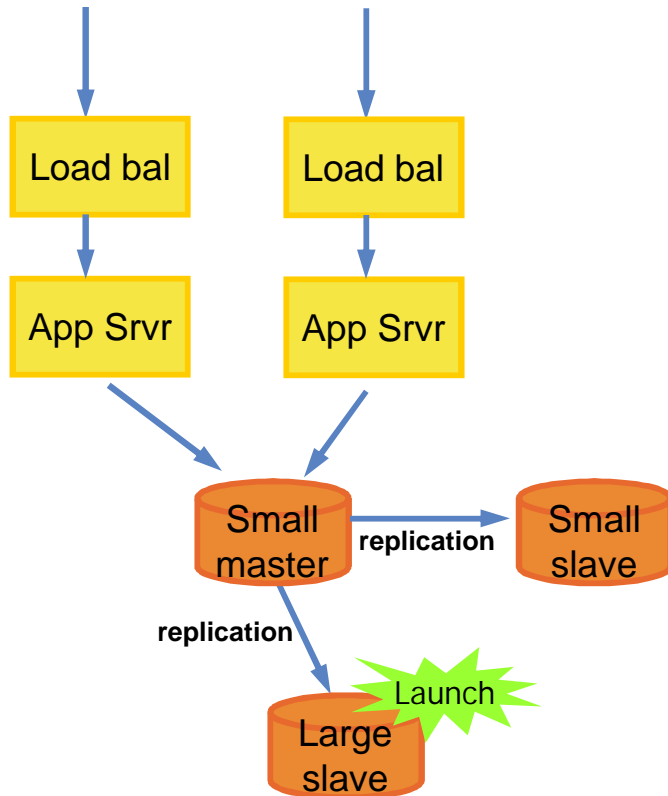 Load bal
Load bal
App Srvr
App Srvr
Small
master
replication
Small
slave
replication
Launch
Large
slave